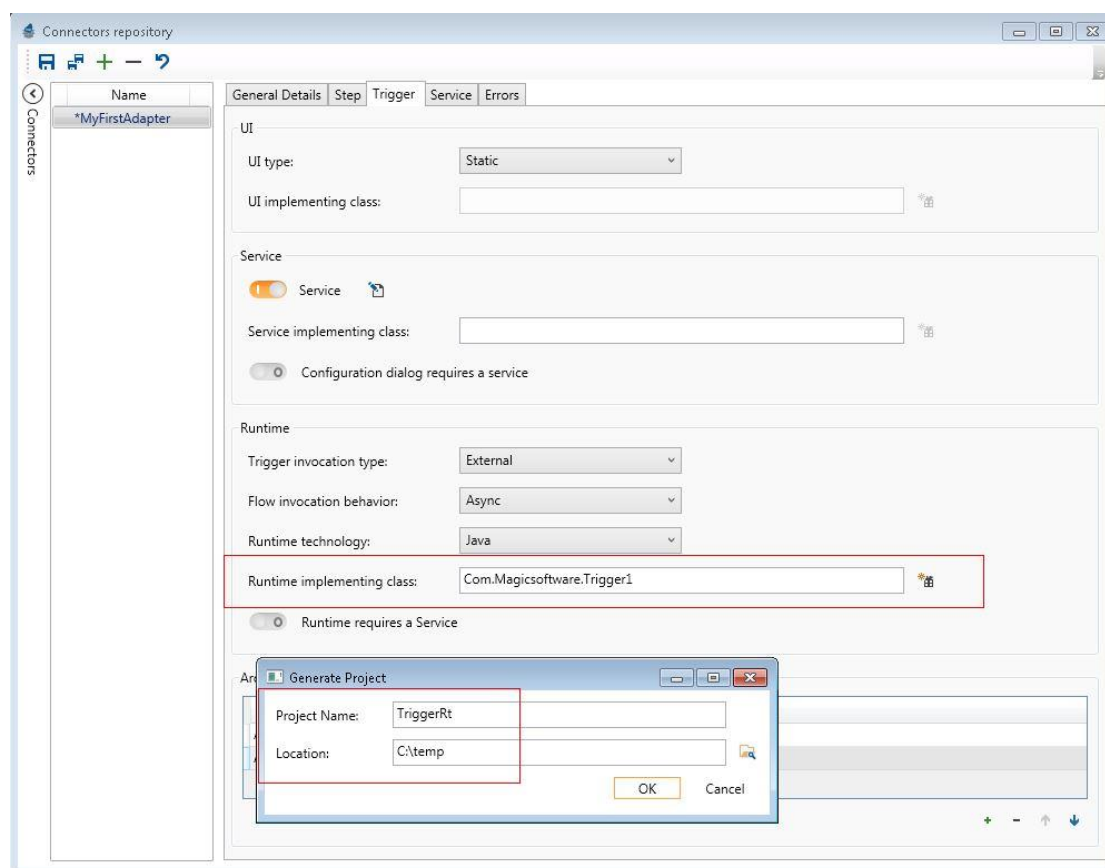 Connectors repository
Connectors
Name
*MyFirstAdapter
General Details Step Trigger Service Errors
UI
UI type: Static
UI implementing class:
Service
Service
Service implementing class:
Configuration dialog requires a service
Runtime
Trigger invocation type: External
Flow invocation behavior: Async
Runtime technology: Java
Runtime implementing class: Com.Magicsoftware.Trigger1
Runtime requires a Service
Generate Project
Project Name: TriggerRt
Location: C:\temp
OK Cancel